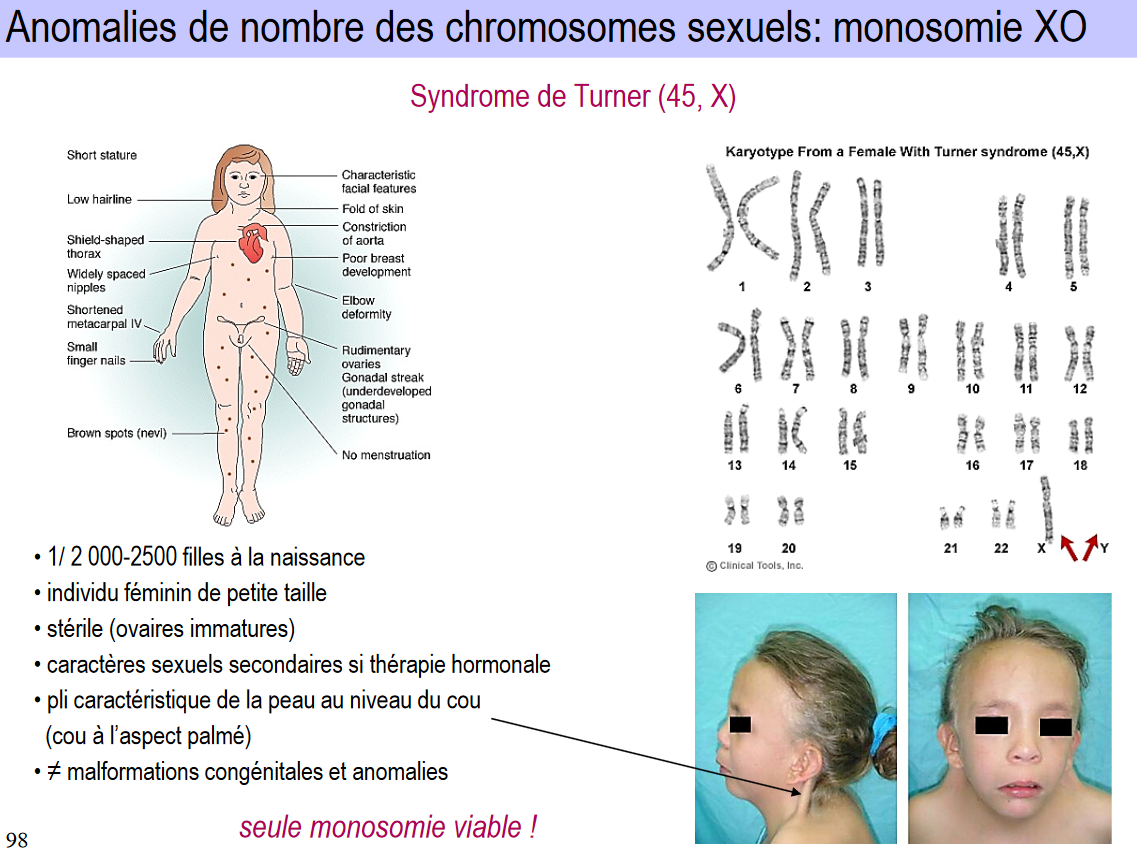 Anomalies de nombre des chromosomes sexuels: monosomie XO
Syndrome de Turner (45, X)
Short stature
Low hairline
Shield-shaped
thorax
Widely spaced
nipples
Shortened
metacarpal IV
Small
finger nails
Brown spots (nevi)
Characteristic
facial features
Fold of skin
Constriction
of aorta
Poor breast
development
Elbow
deformity
Rudimentary
ovaries
Gonadal streak
(underdeveloped
gonadal
structures)
No menstruation
Karyotype From a Female With Turner syndrome (45,X)
1 2 3 4 5
6 7 8 9 10 11 12
13 14 15 16 17 18
19 20 21 22 X Y
© Clinical Tools, Inc.
• 1/ 2 000-2500 filles à la naissance
• individu féminin de petite taille
• stérile (ovaires immatures)
• caractères sexuels secondaires si thérapie hormonale
• pli caractéristique de la peau au niveau du cou
(cou à l’aspect palmé)
• ≠ malformations congénitales et anomalies
seule monosomie viable !
98